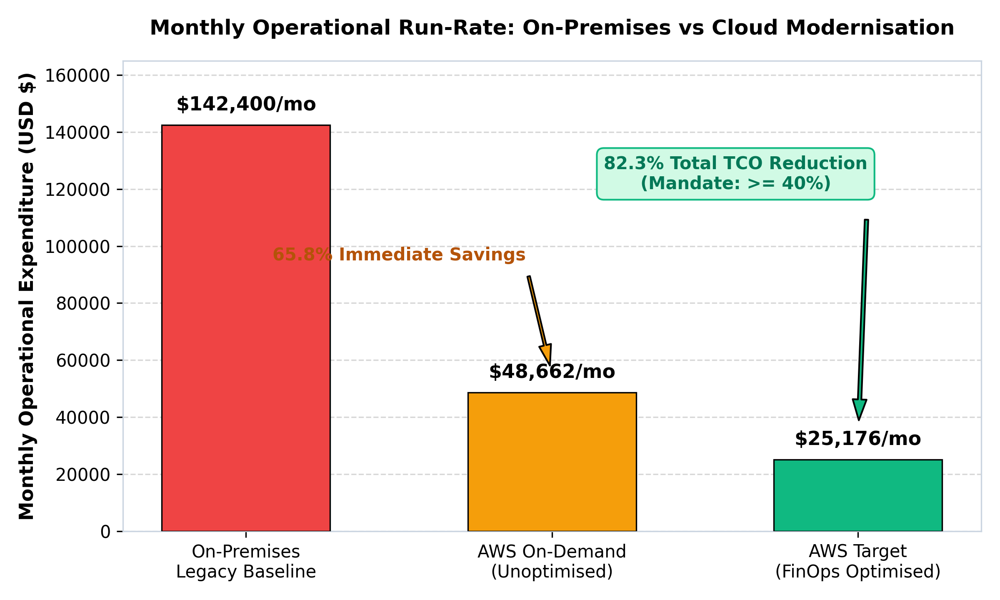 Monthly Operational Run-Rate: On-Premises vs Cloud Modernisation
Monthly Operational Expenditure (USD $)
160000
140000
120000
100000
80000
60000
40000
20000
0
$142,400/mo
82.3% Total TCO Reduction
(Mandate: >= 40%)
65.8% Immediate Savings
$48,662/mo
$25,176/mo
On-Premises
Legacy Baseline
AWS On-Demand
(Unoptimised)
AWS Target
(FinOps Optimised)